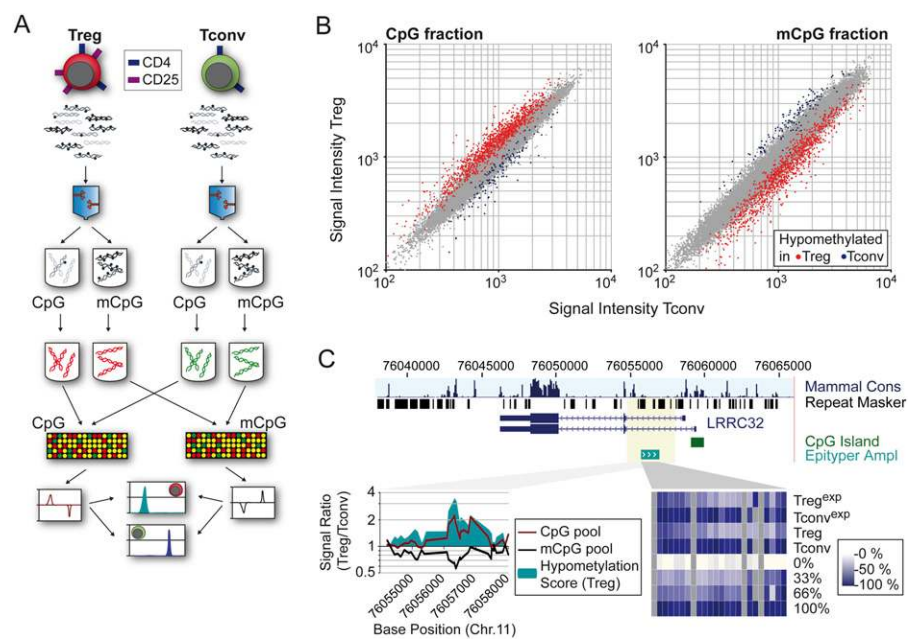 A
Treg
Tconv
CD4
CD25
CpG
mCpG
CpG
mCpG
CpG
mCpG
B
CpG fraction
mCpG fraction
Signal Intensity Treg
10^4
10^3
10^2
10^2
10^3
10^4
10^2
10^3
10^4
Hypomethylated
in Treg Tconv
Signal Intensity Tconv
C
76040000 76045000 76050000 76055000 76060000 76065000
Mammal Cons
Repeat Masker
LRRC32
CpG Island
Epityper Ampl
Signal Ratio
(Treg/Tconv)
4
2
1
0.5
76055000
76056000
76057000
76058000
Base Position (Chr.11)
CpG pool
mCpG pool
Hypometylation
Score (Treg)
Treg^exp
Tconv^exp
Treg
Tconv
0%
33%
66%
100%
-0 %
-50 %
-100 %